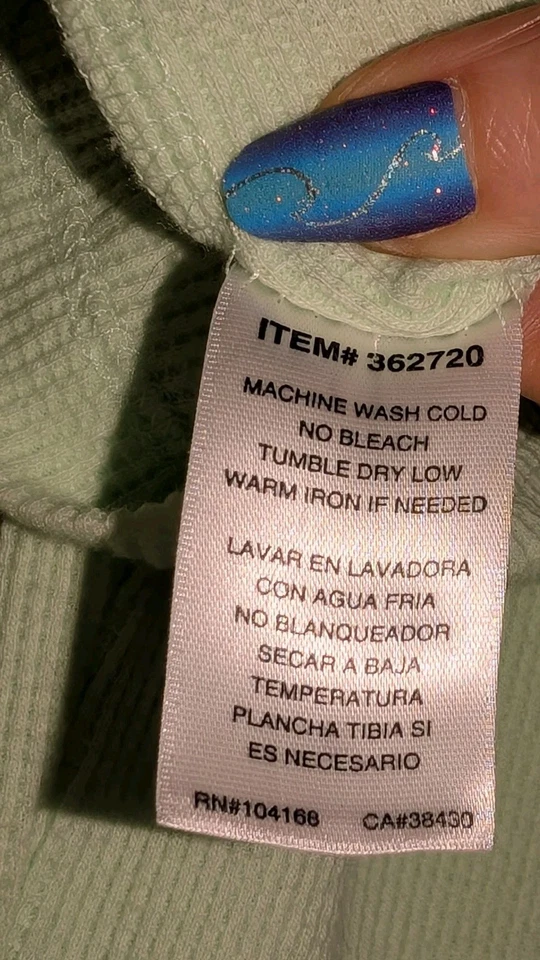 ITEM# 362720
MACHINE WASH COLD
NO BLEACH
TUMBLE DRY LOW
WARM IRON IF NEEDED
LAVAR EN LAVADORA
CON AGUA FRIA
NO BLANQUEADOR
SECAR A BAJA
TEMPERATURA
PLANCHA TIBIA SI
ES NECESARIO
RN#104168 CA#38430